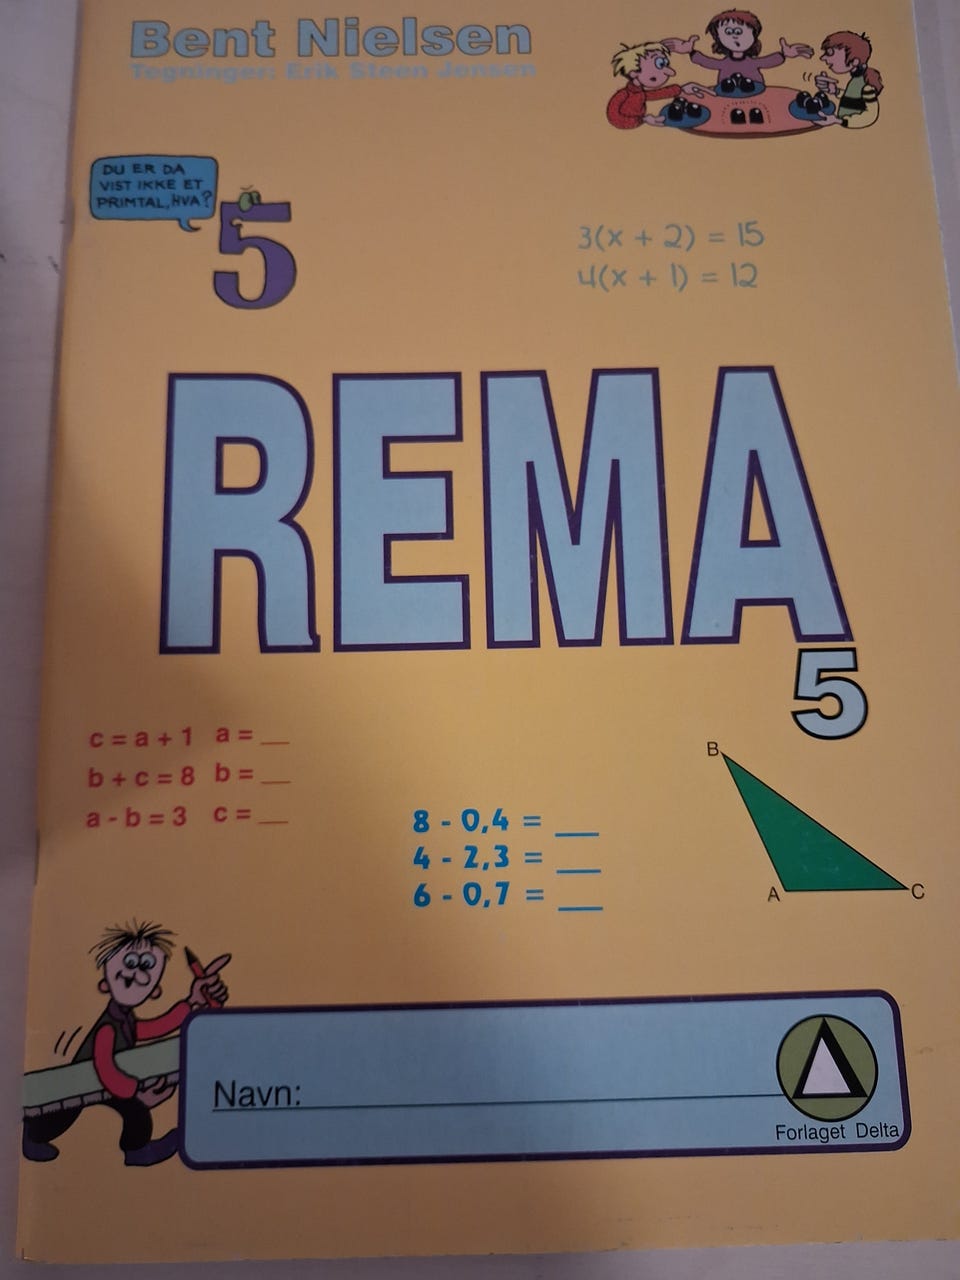 Bent Nielsen
Tegninger: Erik Steen Jensen
DU ER DA
VIST IKKE ET
PRIMTAL, HVA?
5
3(x + 2) = 15
4(x + 1) = 12
REMA
5
c = a + 1 a = __
b + c = 8 b = __
a - b = 3 c = __
8 - 0,4 = __
4 - 2,3 = __
6 - 0,7 = __
B
A
C
Navn:
Forlaget Delta